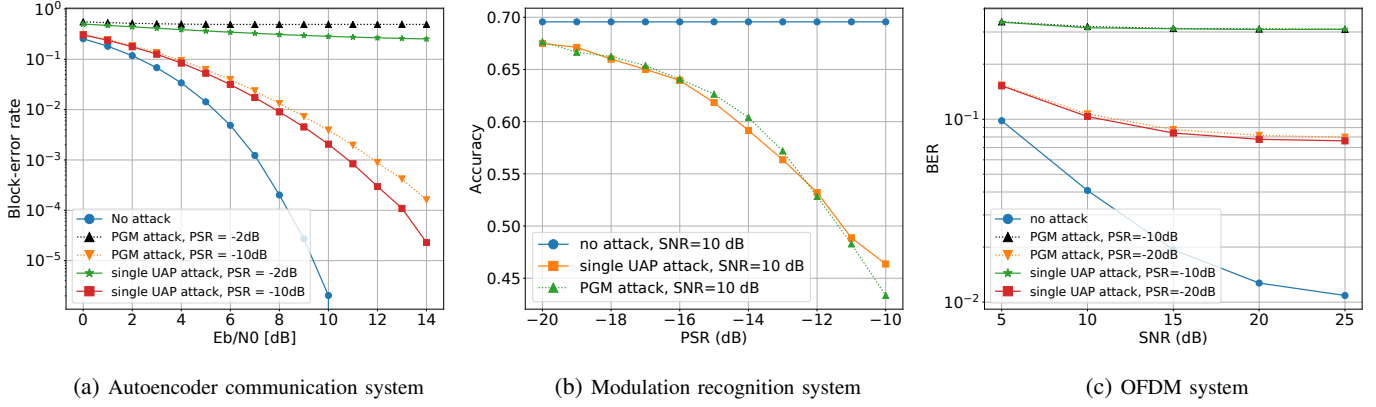 10⁰
10⁻¹
10⁻²
10⁻³
10⁻⁴
10⁻⁵
Block-error rate
No attack
PGM attack, PSR = -2dB
PGM attack, PSR = -10dB
single UAP attack, PSR = -2dB
single UAP attack, PSR = -10dB
0 2 4 6 8 10 12 14
Eb/N0 [dB]
(a) Autoencoder communication system
0.70
0.65
0.60
0.55
0.50
0.45
Accuracy
no attack, SNR=10 dB
single UAP attack, SNR=10 dB
PGM attack, SNR=10 dB
−20 −18 −16 −14 −12 −10
PSR (dB)
(b) Modulation recognition system
10⁻¹
10⁻²
BER
no attack
PGM attack, PSR=-10dB
PGM attack, PSR=-20dB
single UAP attack, PSR=-10dB
single UAP attack, PSR=-20dB
5 10 15 20 25
SNR (dB)
(c) OFDM system